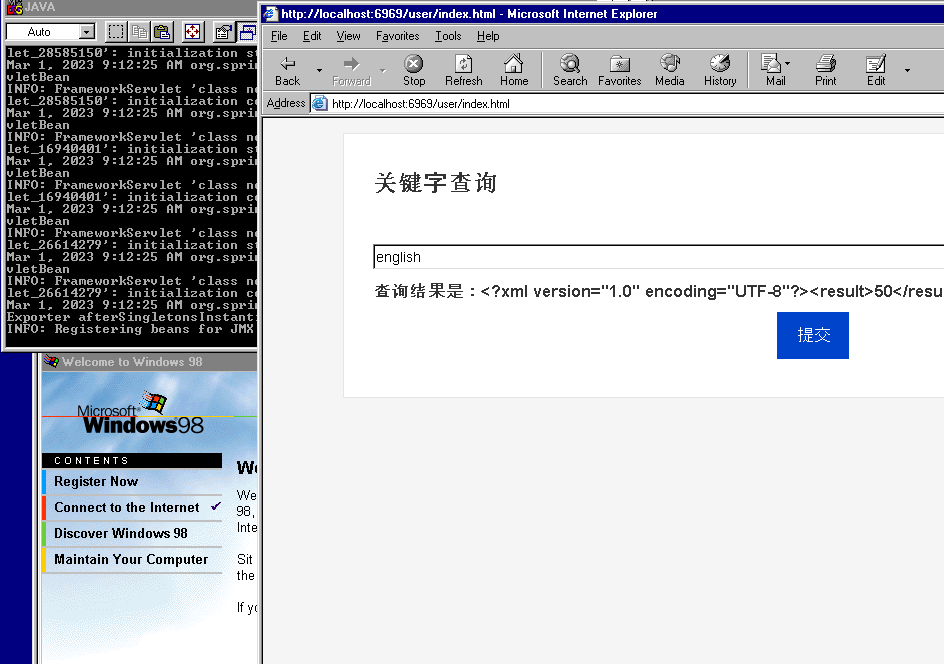 JAVA
Auto
let_28585150': initialization st
Mar 1, 2023 9:12:25 AM org.sprin
vletBean
INFO: FrameworkServlet 'class ne
let_28585150': initialization co
Mar 1, 2023 9:12:25 AM org.sprin
vletBean
INFO: FrameworkServlet 'class ne
let_16940401': initialization st
Mar 1, 2023 9:12:25 AM org.sprin
vletBean
INFO: FrameworkServlet 'class ne
let_16940401': initialization co
Mar 1, 2023 9:12:25 AM org.sprin
vletBean
INFO: FrameworkServlet 'class ne
let_26614279': initialization st
Mar 1, 2023 9:12:25 AM org.sprin
vletBean
INFO: FrameworkServlet 'class ne
let_26614279': initialization co
Mar 1, 2023 9:12:25 AM org.sprin
Exporter afterSingletonsInstanti
INFO: Registering beans for JMX
http://localhost:6969/user/index.html - Microsoft Internet Explorer
File Edit View Favorites Tools Help
Back Forward Stop Refresh Home Search Favorites Media History Mail Print Edit
Address http://localhost:6969/user/index.html
关键字查询
english
查询结果是：<?xml version="1.0" encoding="UTF-8"?><result>50</resu
提交
Welcome to Windows 98
Microsoft
Windows98
CONTENTS
Register Now
Connect to the Internet
Discover Windows 98
Maintain Your Computer
We
We
98,
Inte
Sit
the
If yo